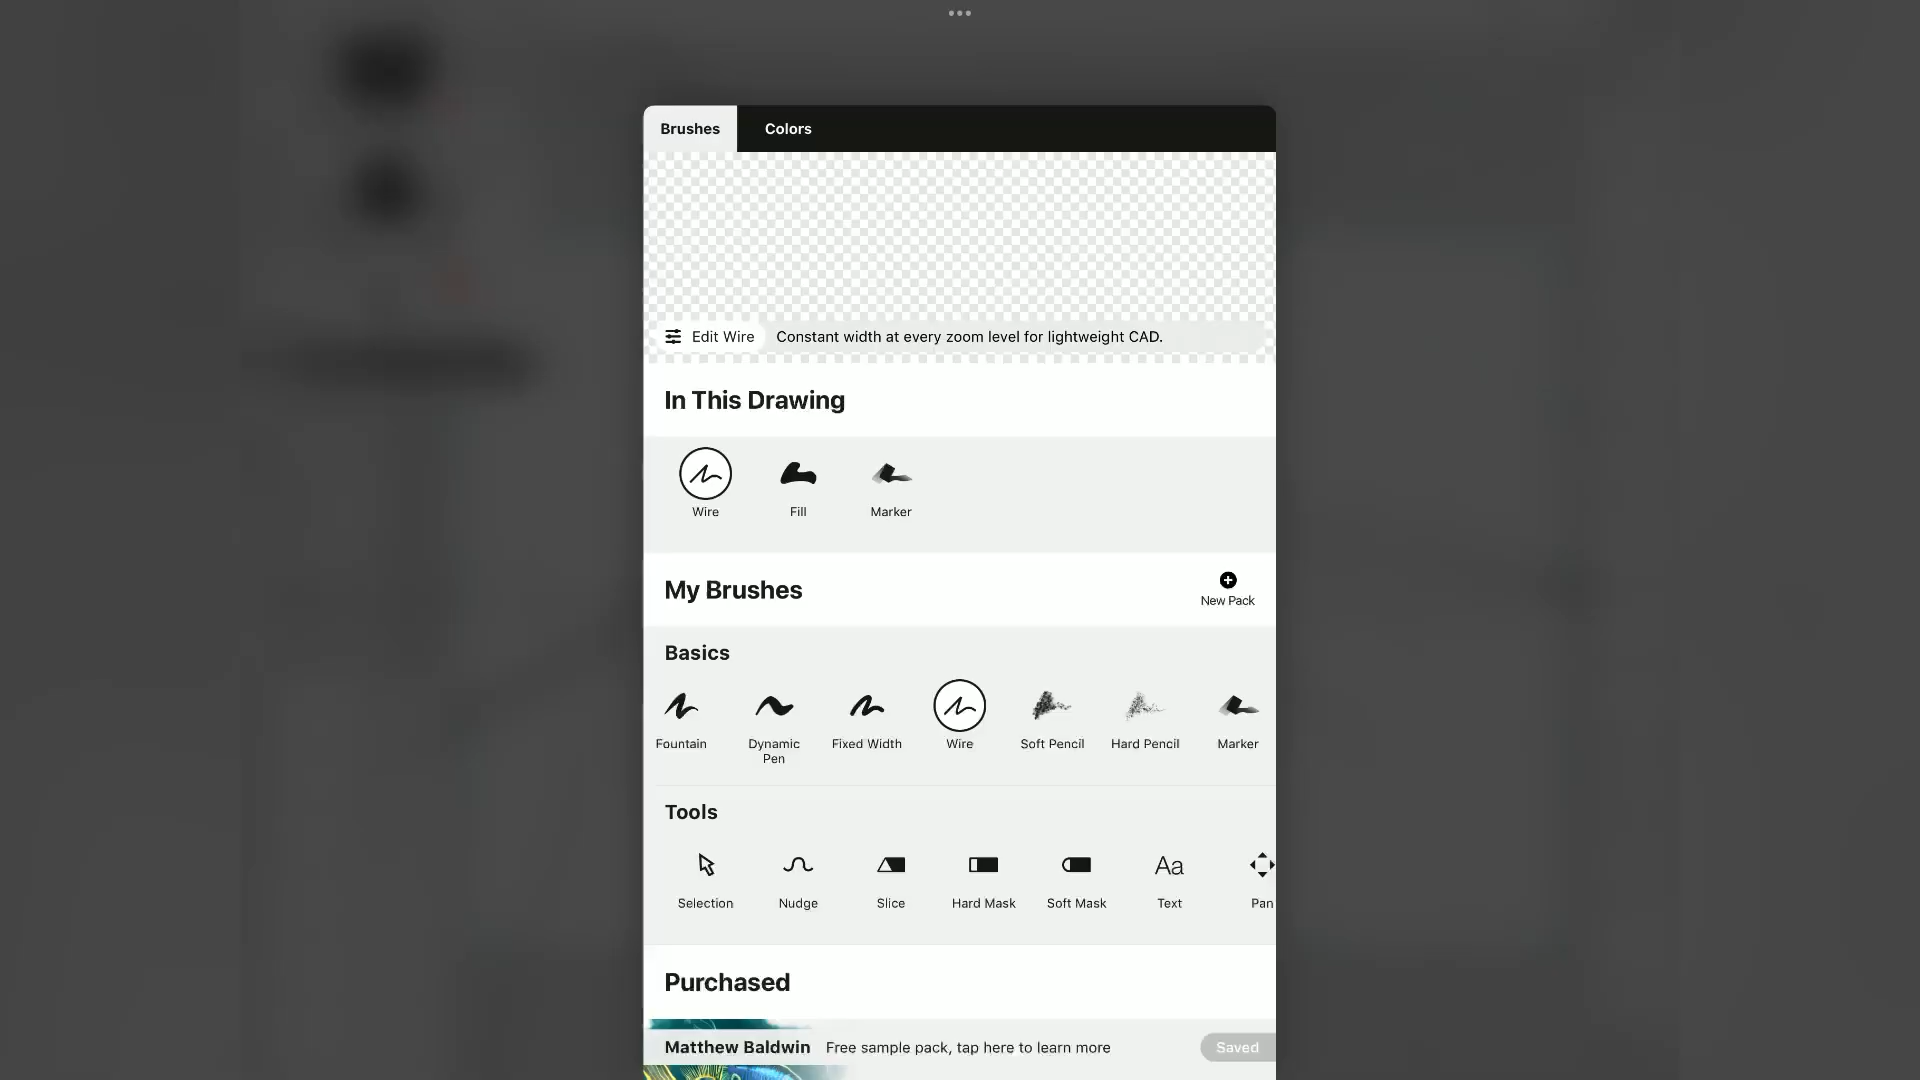 Brushes
Colors
Edit Wire
Constant width at every zoom level for lightweight CAD.
In This Drawing
Wire
Fill
Marker
My Brushes
New Pack
Basics
Fountain
Dynamic
Pen
Fixed Width
Wire
Soft Pencil
Hard Pencil
Marker
Tools
Selection
Nudge
Slice
Hard Mask
Soft Mask
Aa
Text
Pan
Purchased
Matthew Baldwin
Free sample pack, tap here to learn more
Saved